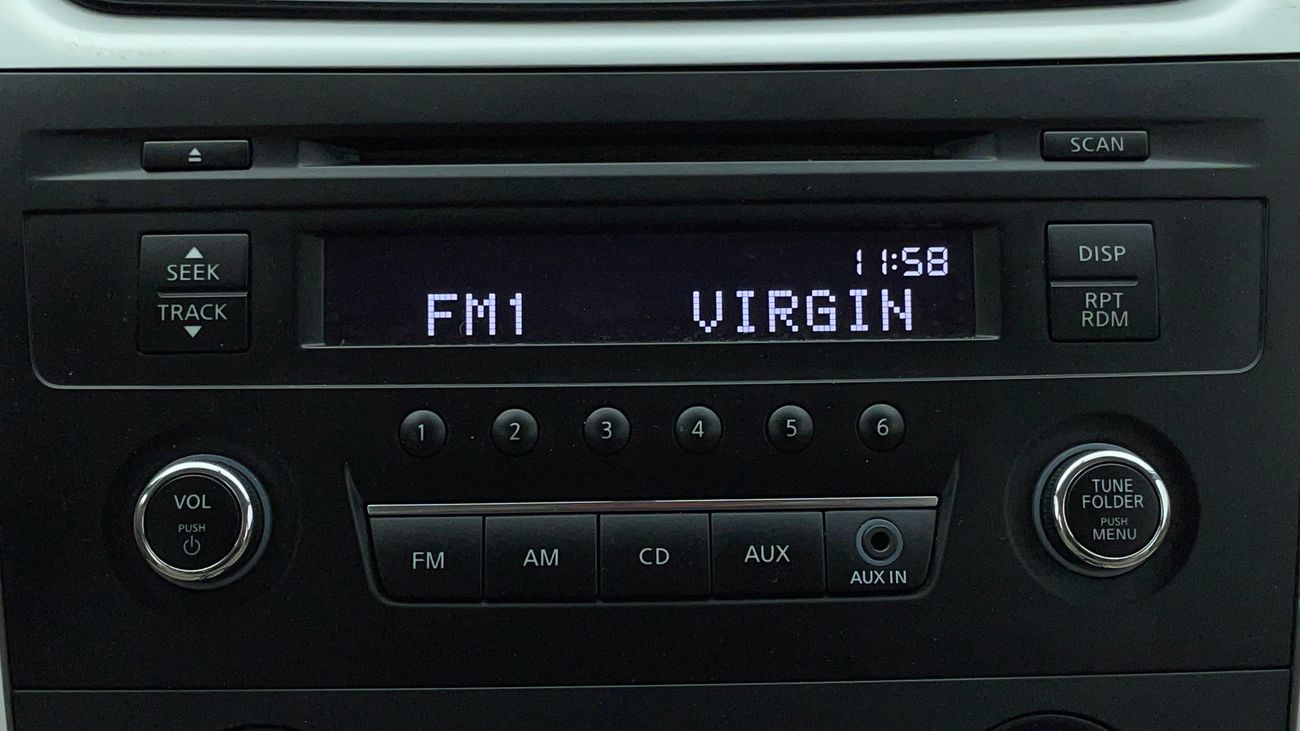 SCAN
SEEK
TRACK
11:58
FM1 VIRGIN
DISP
RPT
RDM
1 2 3 4 5 6
VOL
PUSH
FM AM CD AUX
AUX IN
TUNE
FOLDER
PUSH
MENU